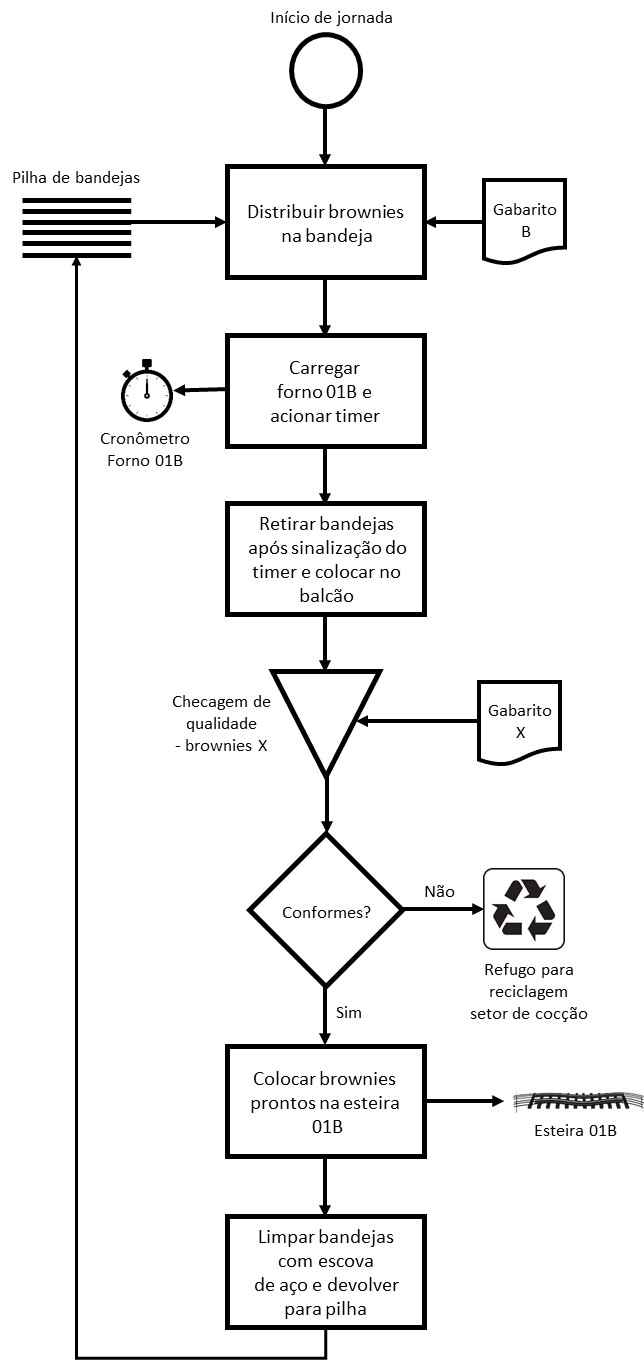 Início de jornada
Pilha de bandejas
Distribuir brownies
na bandeja
Gabarito
B
Carregar
forno 01B e
acionar timer
Cronômetro
Forno 01B
Retirar bandejas
após sinalização do
timer e colocar no
balcão
Checagem de
qualidade
- brownies X
Gabarito
X
Conformes?
Não
Refugo para
reciclagem
setor de cocção
Sim
Colocar brownies
prontos na esteira
01B
Esteira 01B
Limpar bandejas
com escova
de aço e devolver
para pilha